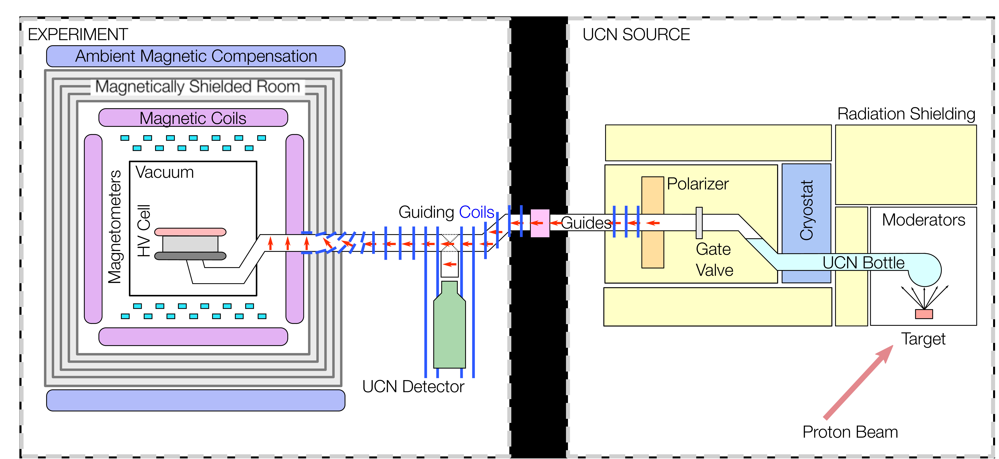 EXPERIMENT
Ambient Magnetic Compensation
Magnetically Shielded Room
Magnetic Coils
Magnetometers
Vacuum
HV Cell
Guiding Coils
UCN Detector
UCN SOURCE
Radiation Shielding
Polarizer
Cryostat
Moderators
Guides
Gate
Valve
UCN Bottle
Target
Proton Beam